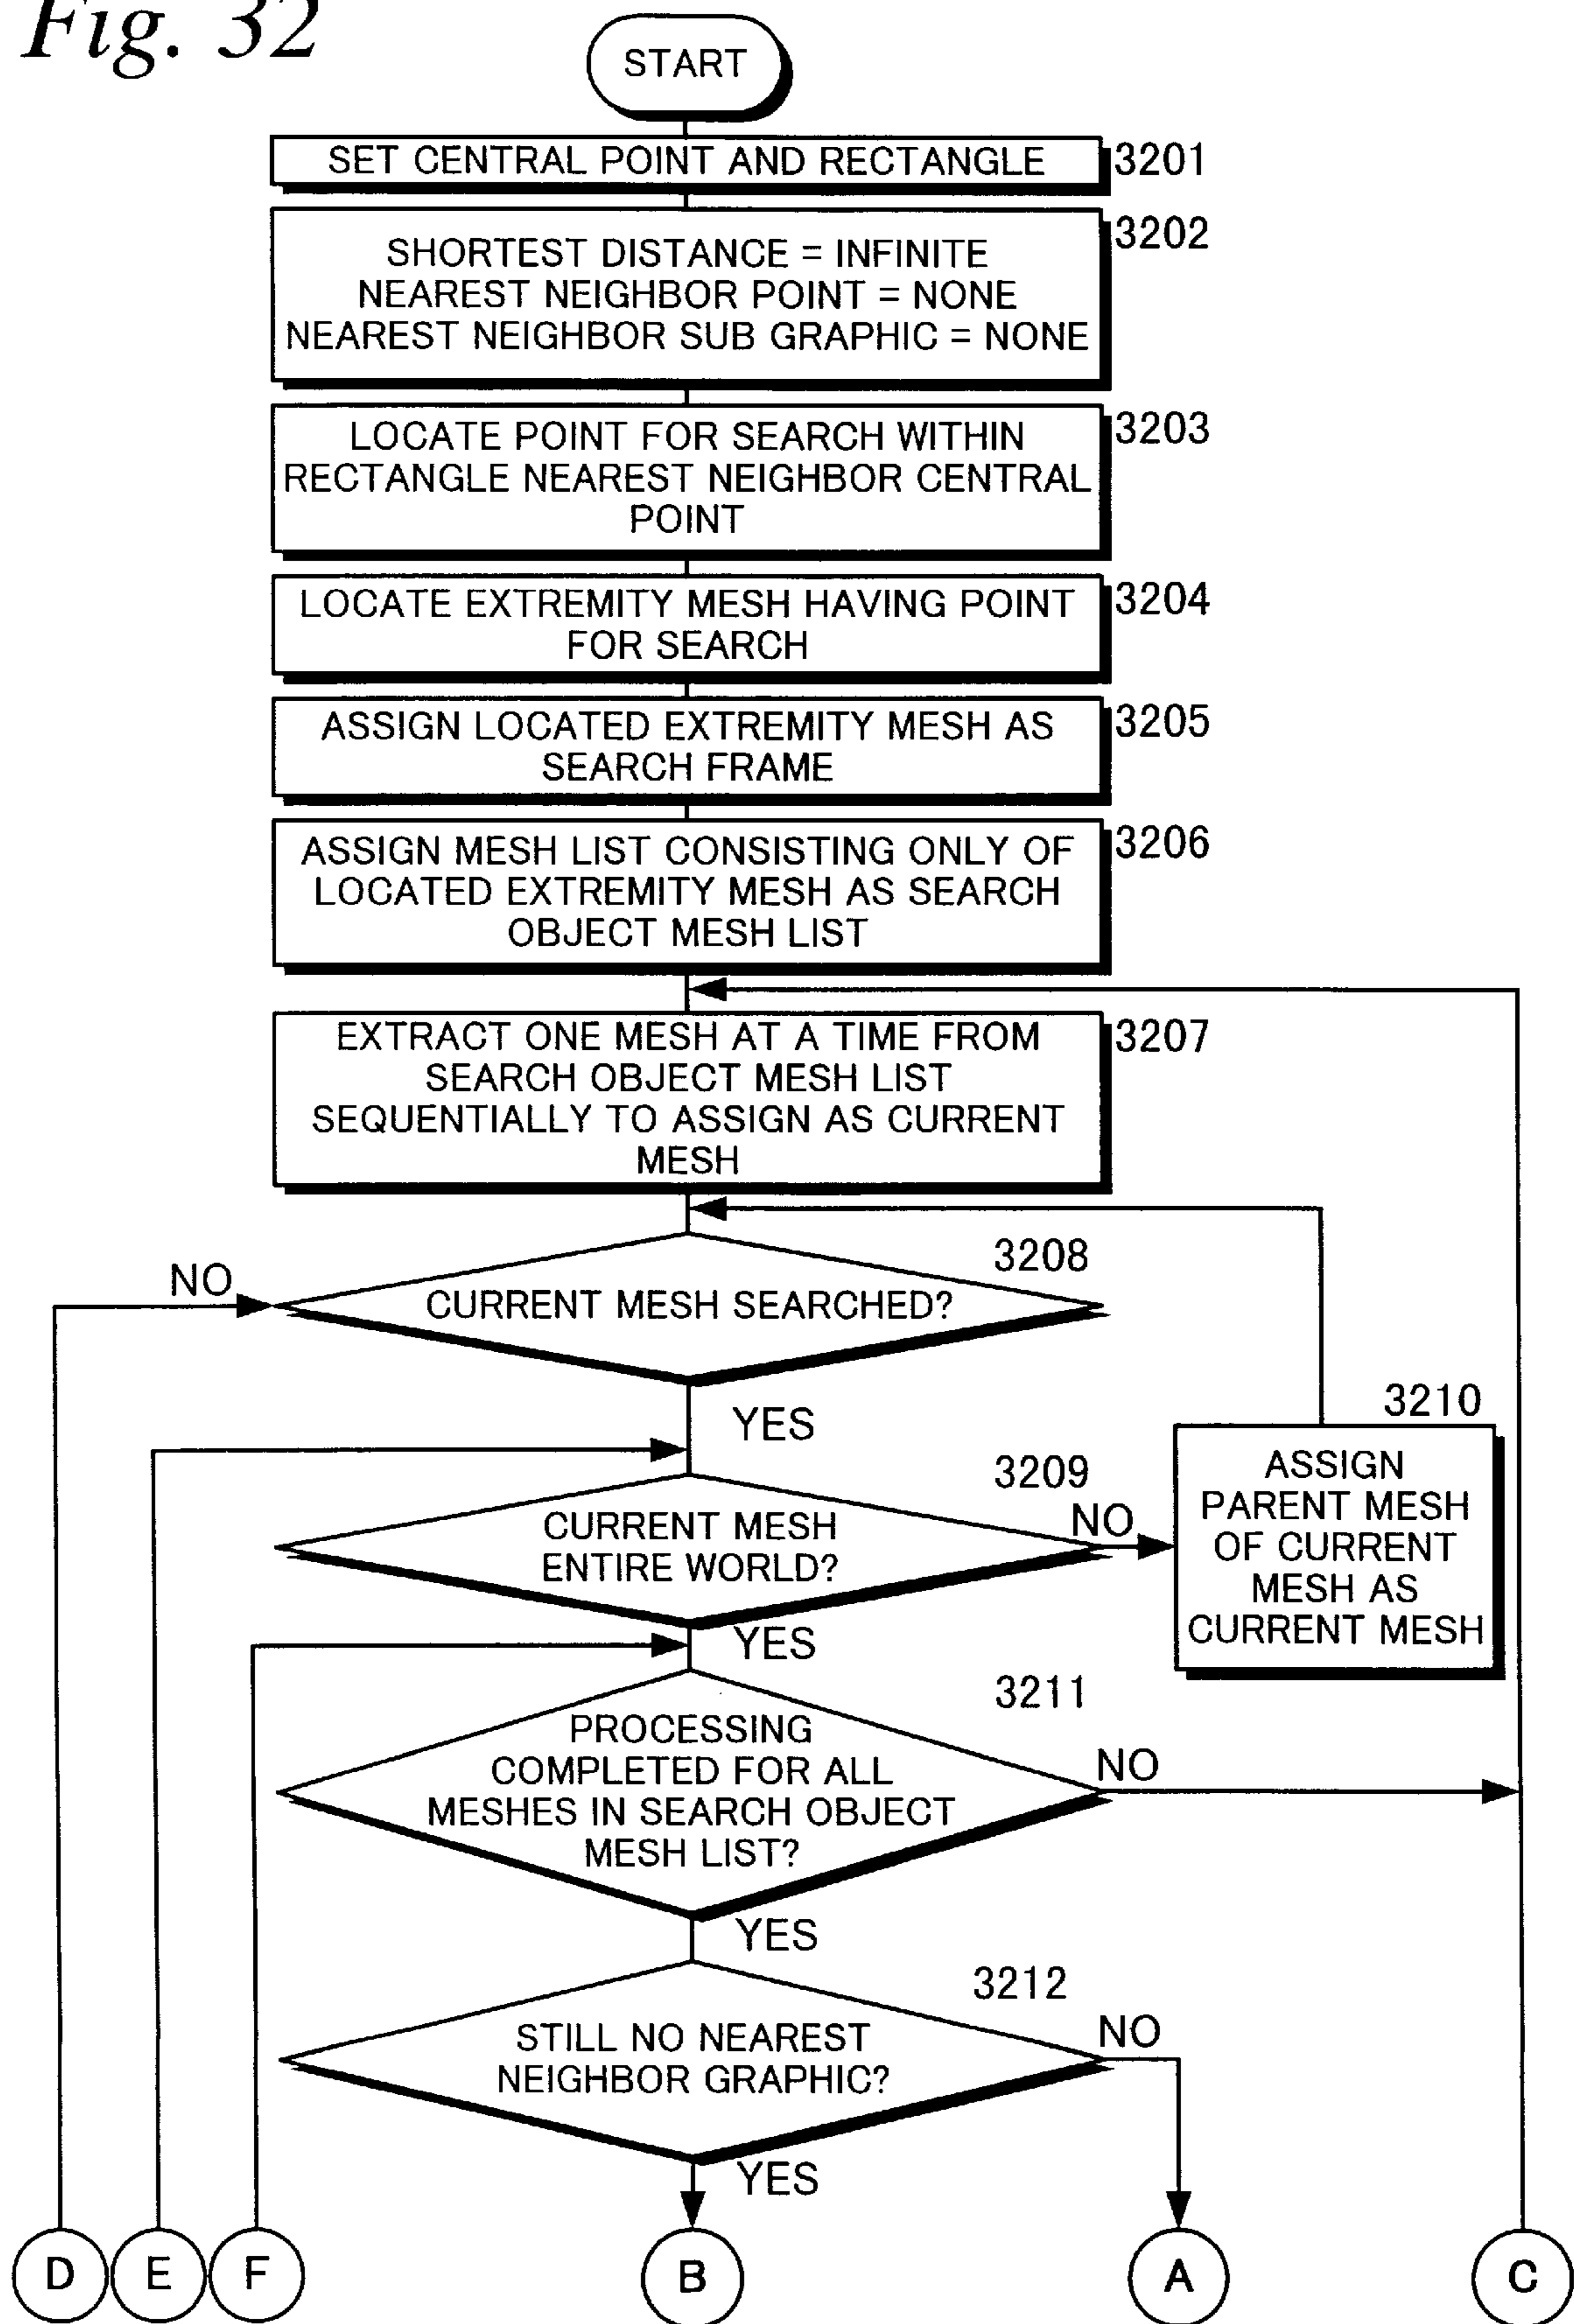 Fig. 32
START
SET CENTRAL POINT AND RECTANGLE
3201
SHORTEST DISTANCE = INFINITE
NEAREST NEIGHBOR POINT = NONE
NEAREST NEIGHBOR SUB GRAPHIC = NONE
3202
LOCATE POINT FOR SEARCH WITHIN
RECTANGLE NEAREST NEIGHBOR CENTRAL
POINT
3203
LOCATE EXTREMITY MESH HAVING POINT
FOR SEARCH
3204
ASSIGN LOCATED EXTREMITY MESH AS
SEARCH FRAME
3205
ASSIGN MESH LIST CONSISTING ONLY OF
LOCATED EXTREMITY MESH AS SEARCH
OBJECT MESH LIST
3206
EXTRACT ONE MESH AT A TIME FROM
SEARCH OBJECT MESH LIST
SEQUENTIALLY TO ASSIGN AS CURRENT
MESH
3207
3208
NO
CURRENT MESH SEARCHED?
YES
3209
CURRENT MESH
ENTIRE WORLD?
NO
YES
3210
ASSIGN
PARENT MESH
OF CURRENT
MESH AS
CURRENT MESH
3211
PROCESSING
COMPLETED FOR ALL
MESHES IN SEARCH OBJECT
MESH LIST?
NO
YES
3212
STILL NO NEAREST
NEIGHBOR GRAPHIC?
NO
YES
D
E
F
B
A
C